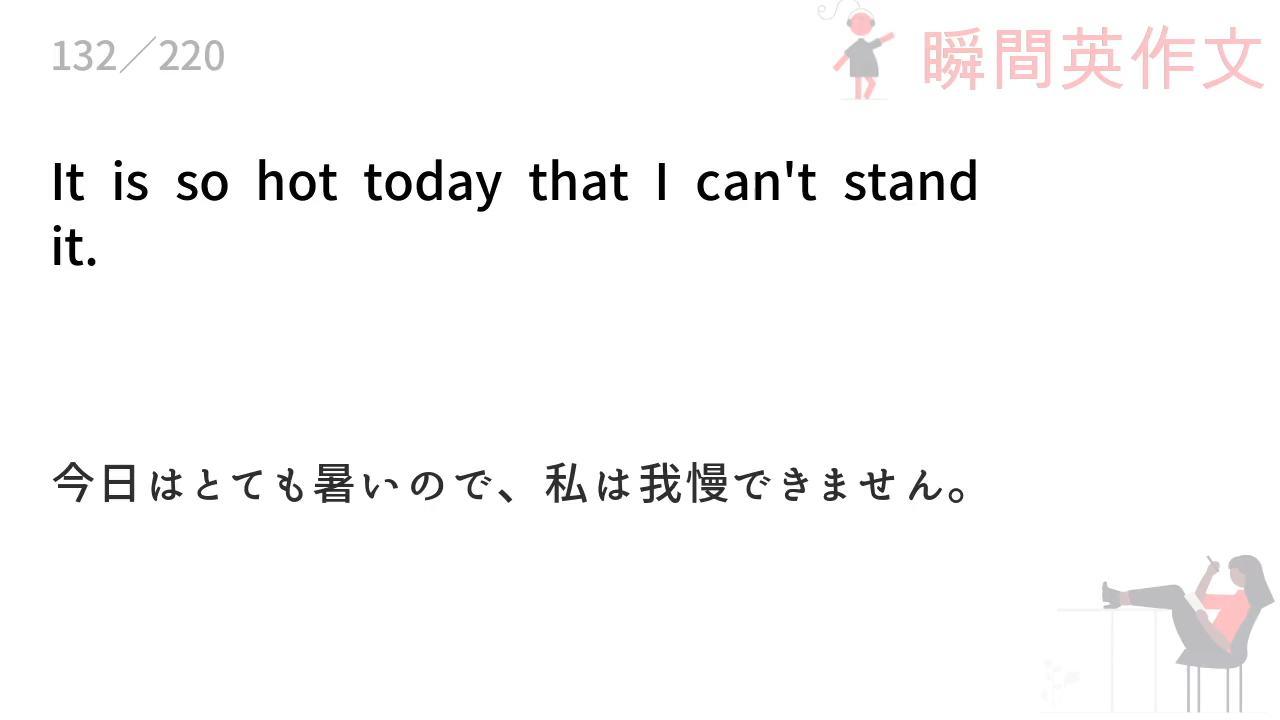 132／220
瞬間英作文
It is so hot today that I can't stand
it.
今日はとても暑いので、私は我慢できません。